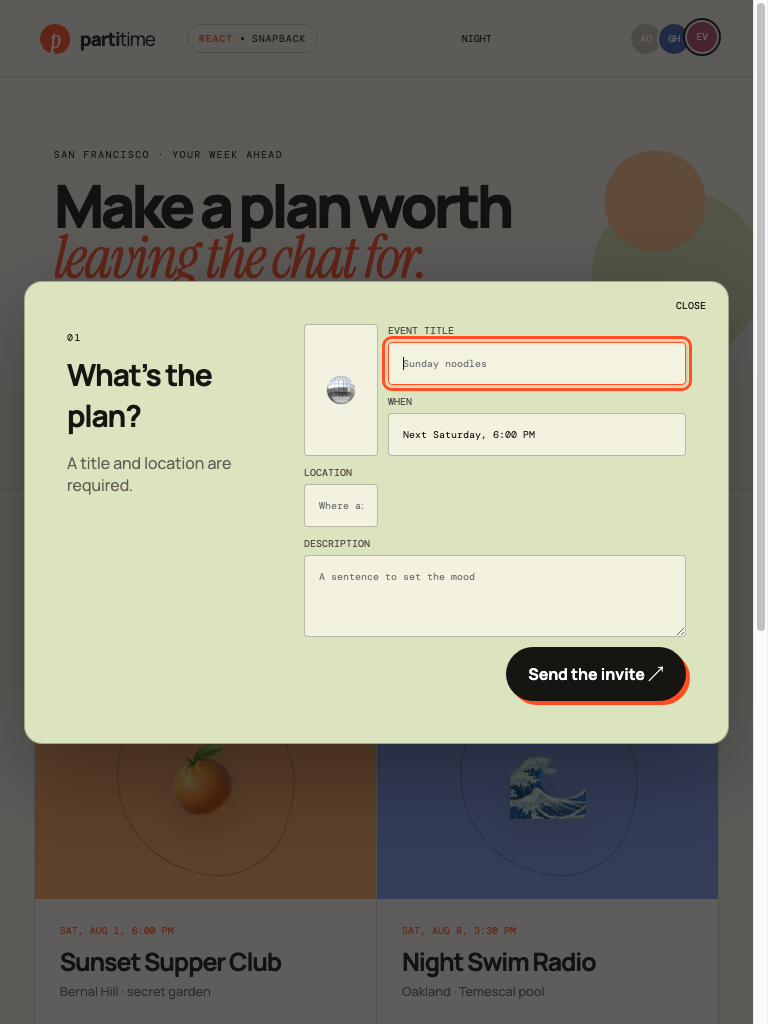 partitime
REACT • SNAPBACK
NIGHT
AD
GH
EV
SAN FRANCISCO · YOUR WEEK AHEAD
Make a plan worth
leaving the chat for.
CLOSE
01
What's the
plan?
A title and location are
required.
EVENT TITLE
Sunday noodles
WHEN
Next Saturday, 6:00 PM
LOCATION
Where a
DESCRIPTION
A sentence to set the mood
Send the invite ↗
SAT, AUG 1, 6:00 PM
Sunset Supper Club
Bernal Hill · secret garden
SAT, AUG 8, 3:30 PM
Night Swim Radio
Oakland · Temescal pool